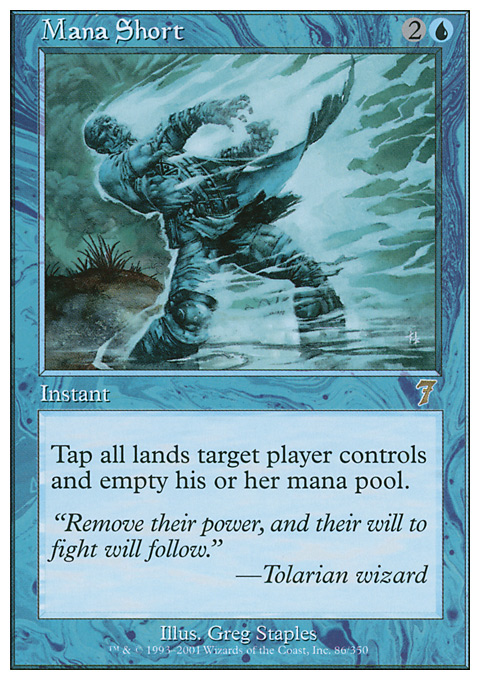 Mana Short 2
Instant 7
Tap all lands target player controls
and empty his or her mana pool.
“Remove their power, and their will to
fight will follow.”
—Tolarian wizard
Illus. Greg Staples
™ & © 1993–2001 Wizards of the Coast, Inc. 86/350